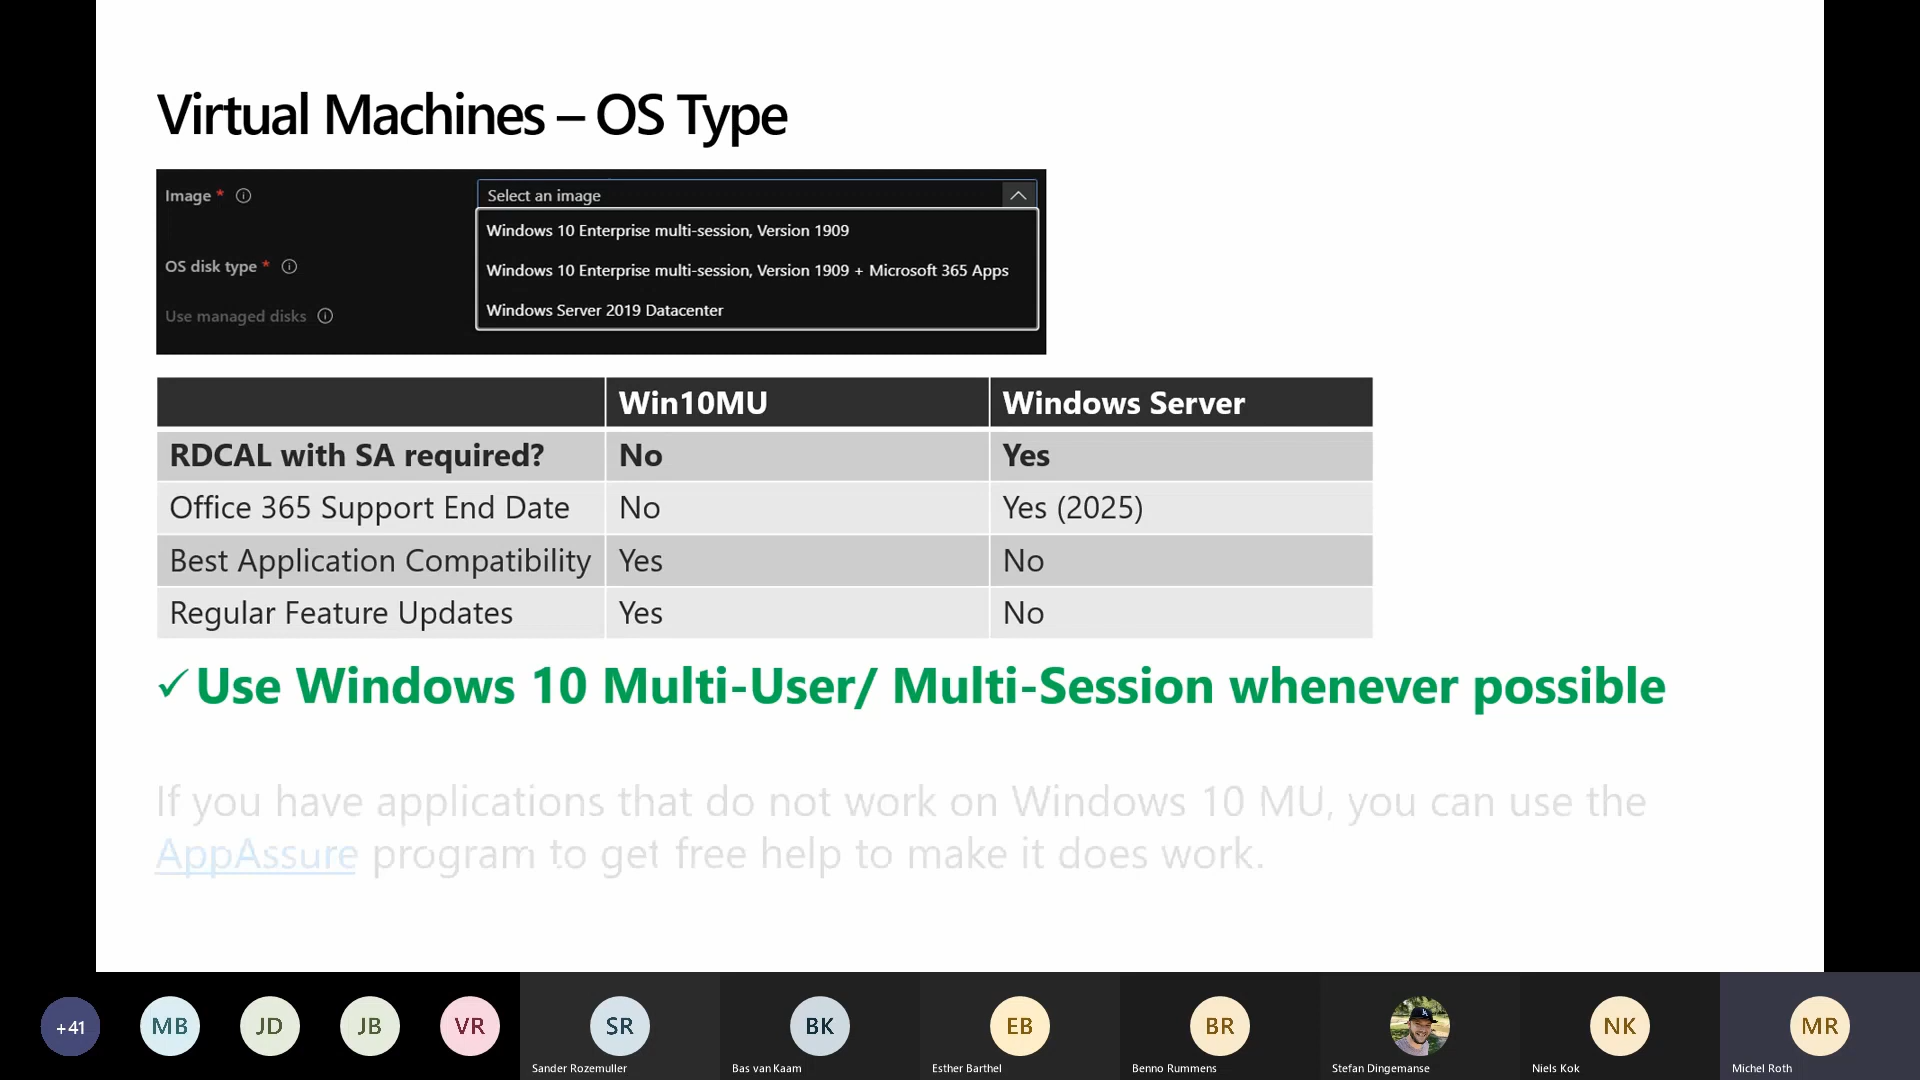 Virtual Machines – OS Type
Image * Select an image
Windows 10 Enterprise multi-session, Version 1909
OS disk type * Windows 10 Enterprise multi-session, Version 1909 + Microsoft 365 Apps
Use managed disks Windows Server 2019 Datacenter
Win10MU Windows Server
RDCAL with SA required? No Yes
Office 365 Support End Date No Yes (2025)
Best Application Compatibility Yes No
Regular Feature Updates Yes No
✓Use Windows 10 Multi-User/ Multi-Session whenever possible
If you have applications that do not work on Windows 10 MU, you can use the
AppAssure program to get free help to make it does work.
+41 MB JD JB VR SR BK EB BR NK MR
Sander Rozemuller Bas van Kaam Esther Barthel Benno Rummens Stefan Dingemanse Niels Kok Michel Roth